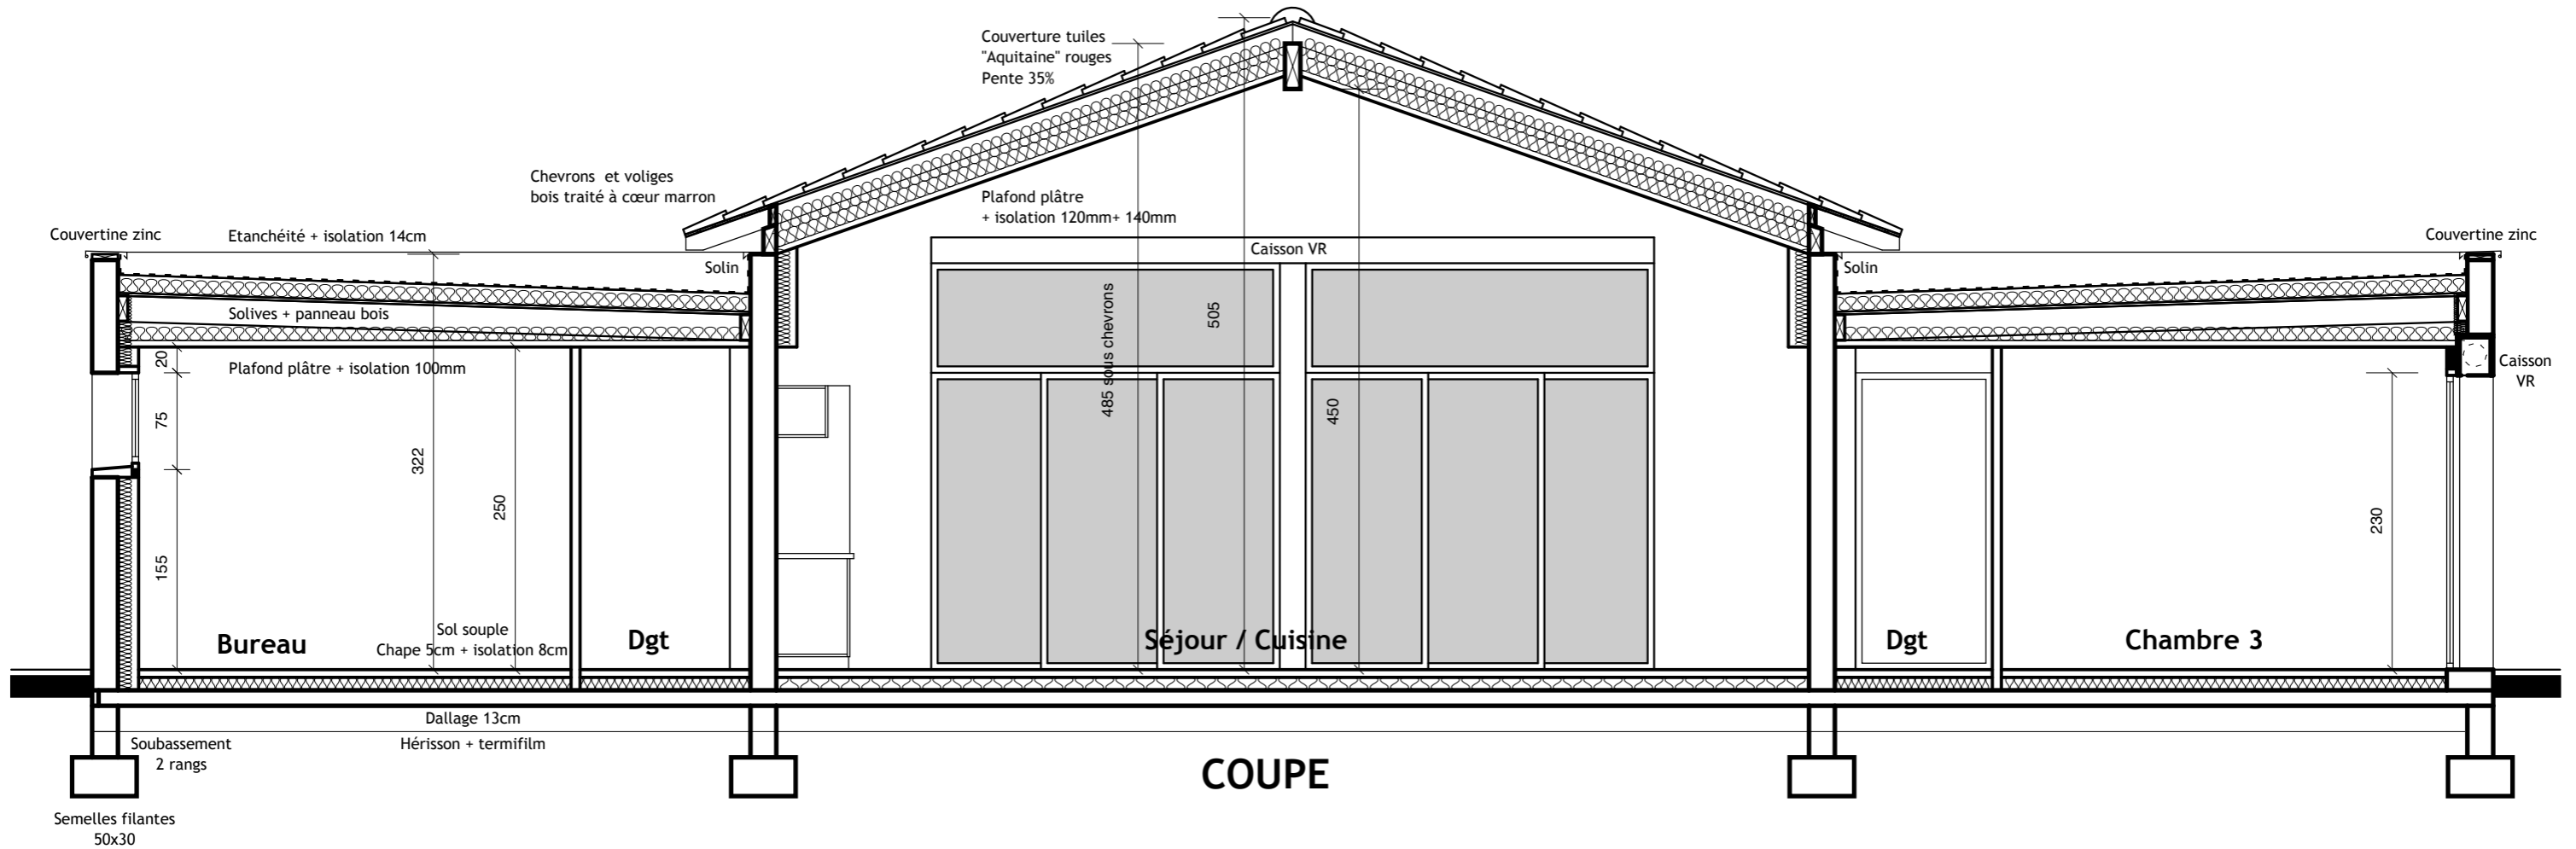 Couverture tuiles
"Aquitaine" rouges
Pente 35%
Chevrons et voliges
bois traité à cœur marron
Plafond plâtre
+ isolation 120mm+ 140mm
Couvertine zinc
Etanchéité + isolation 14cm
Solin
Caisson VR
Solin
Couvertine zinc
Solives + panneau bois
Plafond plâtre + isolation 100mm
20
75
155
322
250
485 sous chevrons
505
450
230
Caisson
VR
Bureau
Sol souple
Chape 5cm + isolation 8cm
Dgt
Séjour / Cuisine
Dgt
Chambre 3
Dallage 13cm
Hérisson + termifilm
Soubassement
2 rangs
COUPE
Semelles filantes
50x30